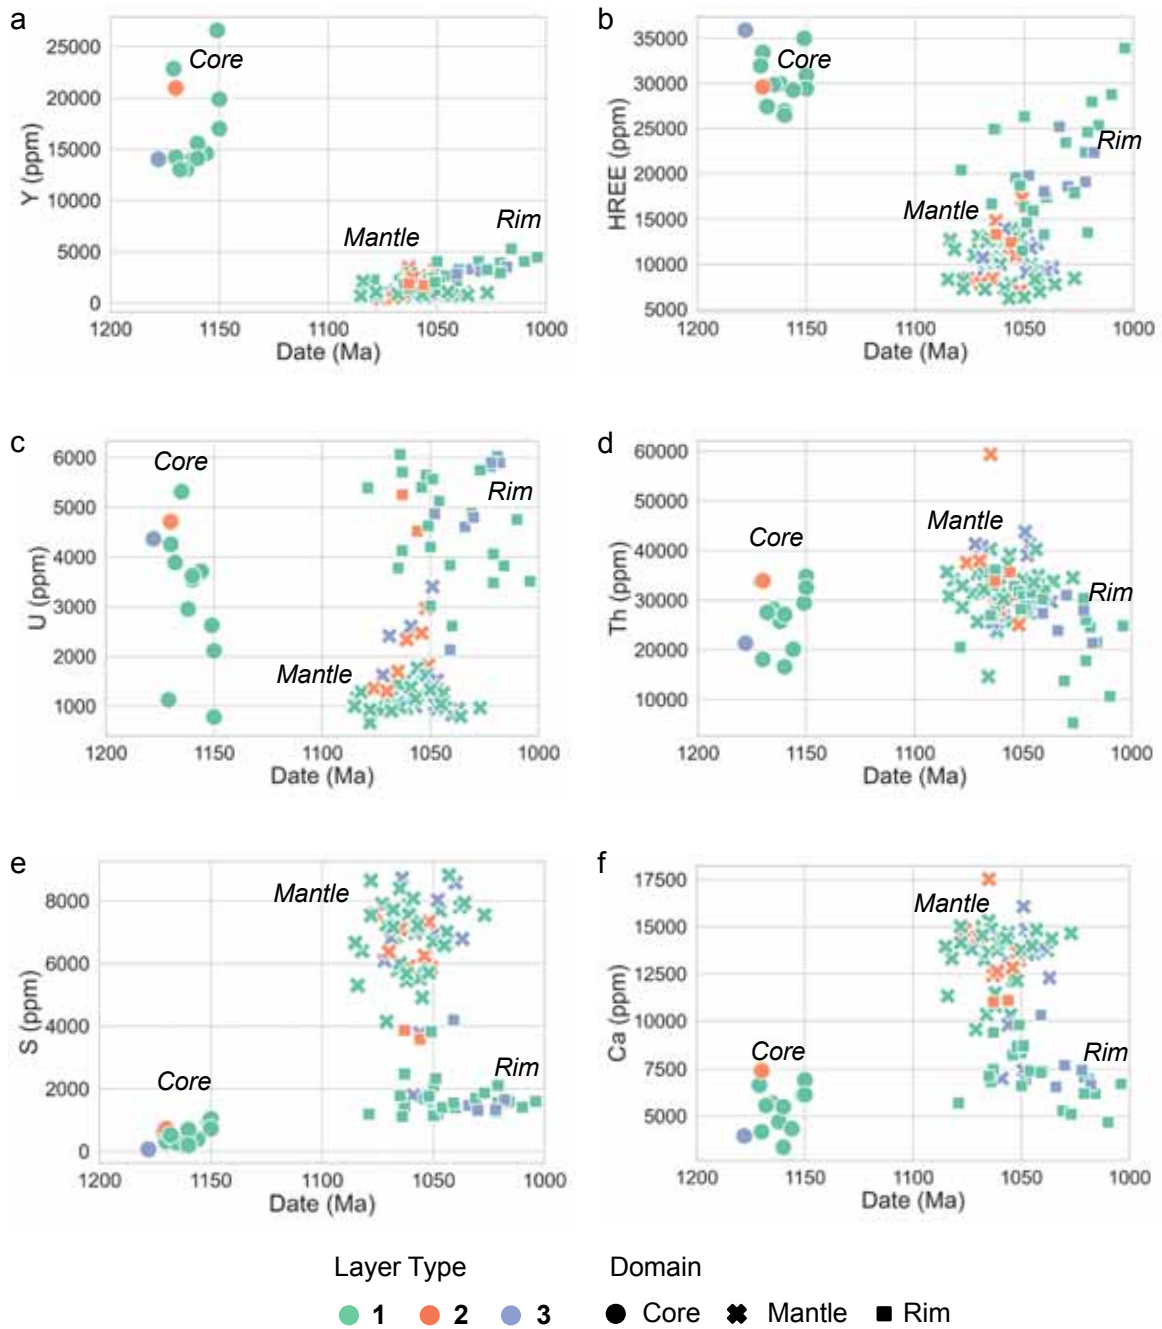 a
25000
20000
15000
10000
5000
0
Y (ppm)
Core
Mantle
Rim
1200 1150 1100 1050 1000
Date (Ma)
b
35000
30000
25000
20000
15000
10000
5000
HREE (ppm)
Core
Mantle
Rim
1200 1150 1100 1050 1000
Date (Ma)
c
6000
5000
4000
3000
2000
1000
U (ppm)
Core
Rim
Mantle
1200 1150 1100 1050 1000
Date (Ma)
d
60000
50000
40000
30000
20000
10000
Th (ppm)
Mantle
Core
Rim
1200 1150 1100 1050 1000
Date (Ma)
e
8000
6000
4000
2000
0
S (ppm)
Mantle
Core
Rim
1200 1150 1100 1050 1000
Date (Ma)
f
17500
15000
12500
10000
7500
5000
Ca (ppm)
Mantle
Core
Rim
1200 1150 1100 1050 1000
Date (Ma)
Layer Type Domain
1 2 3 Core Mantle Rim